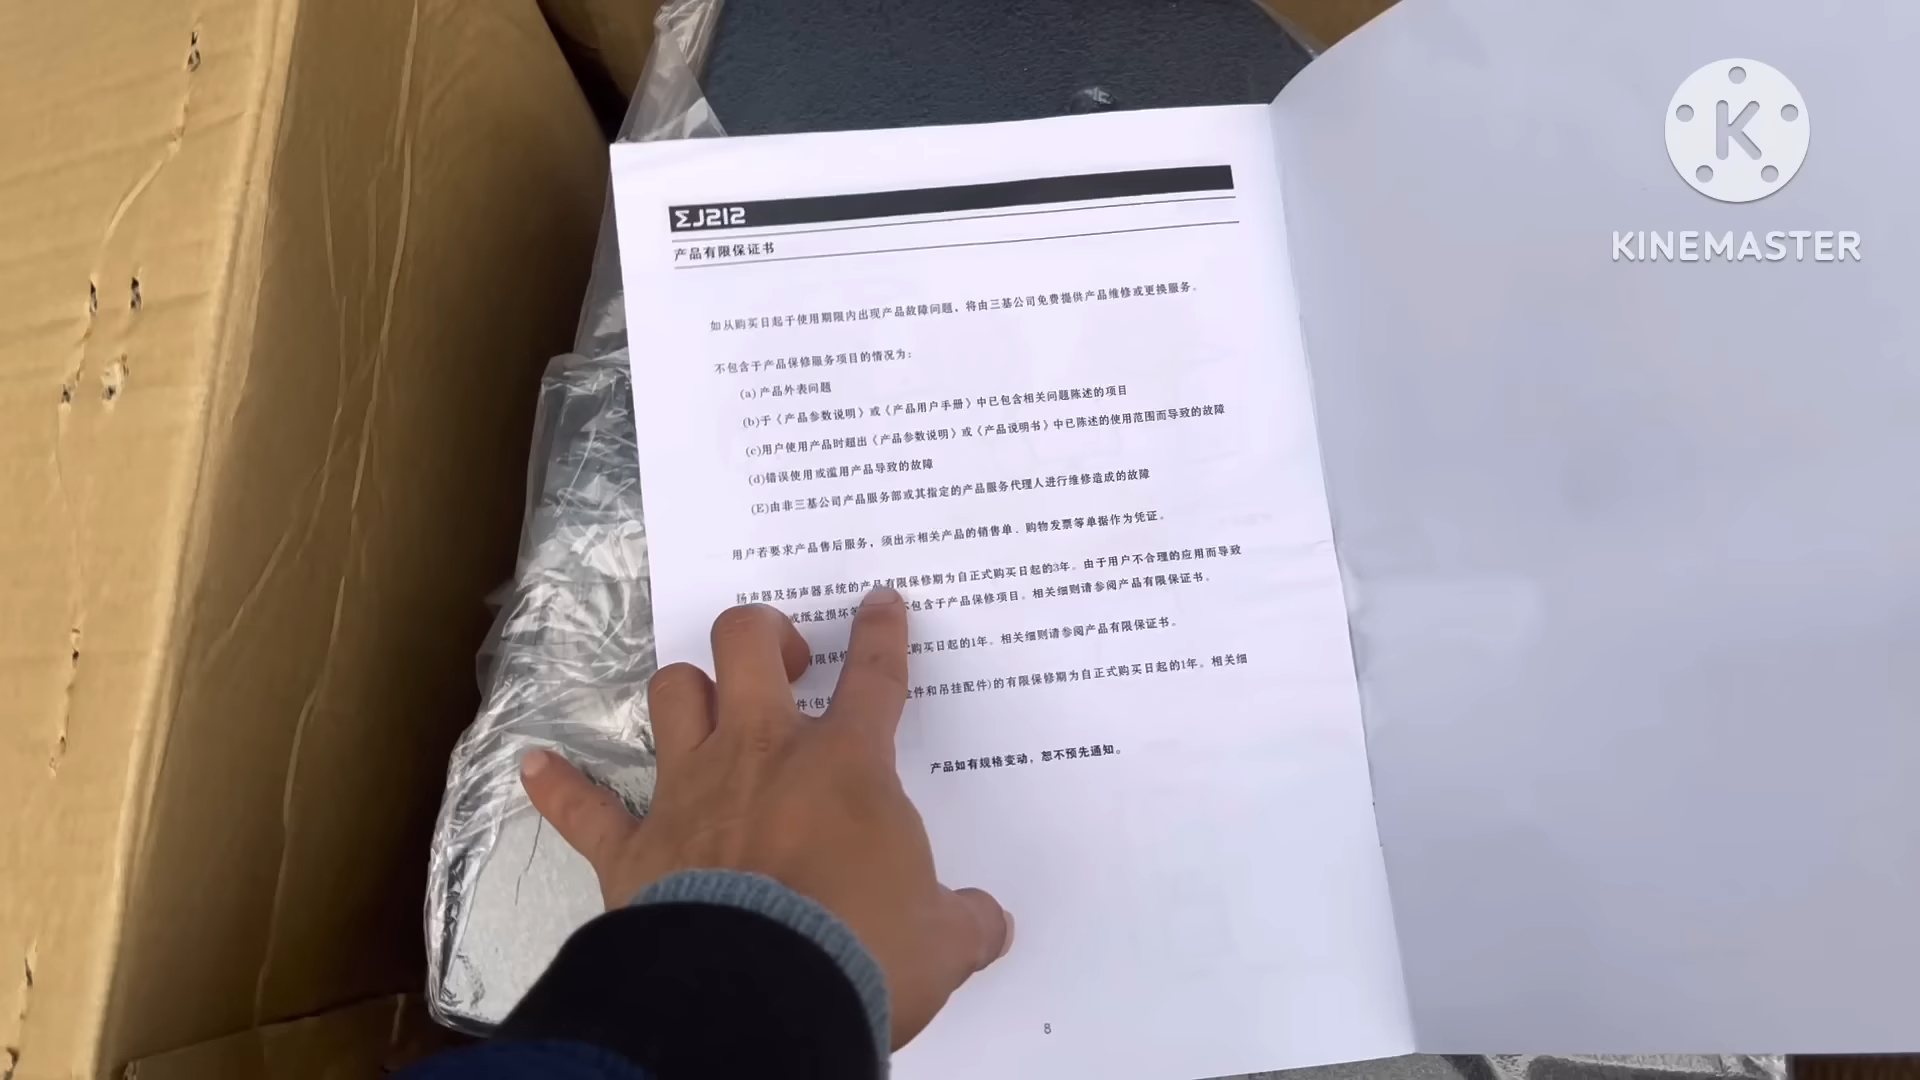 ΣJ212
产品有限保证书
如从购买日起于使用期限内出现产品故障问题，将由三基公司免费提供产品维修或更换服务。
不包含于产品保修服务项目的情况为：
(a) 产品外表问题
(b)于《产品参数说明》或《产品用户手册》中已包含相关问题陈述的项目
(c)用户使用产品时超出《产品参数说明》或《产品说明书》中已陈述的使用范围而导致的故障
(d)错误使用或滥用产品导致的故障
(E)由非三基公司产品服务部或其指定的产品服务代理人进行维修造成的故障
用户若要求产品售后服务，须出示相关产品的销售单、购物发票等单据作为凭证。
扬声器及扬声器系统的产品有限保修期为自正式购买日起的3年。由于用户不合理的应用而导致
或纸盆损坏 不包含于产品保修项目。相关细则请参阅产品有限保证书。
有限保修 购买日起的1年。相关细则请参阅产品有限保证书。
件(包 件和吊挂配件)的有限保修期为自正式购买日起的1年。相关细
产品如有规格变动，恕不预先通知。
8
K
KINEMASTER